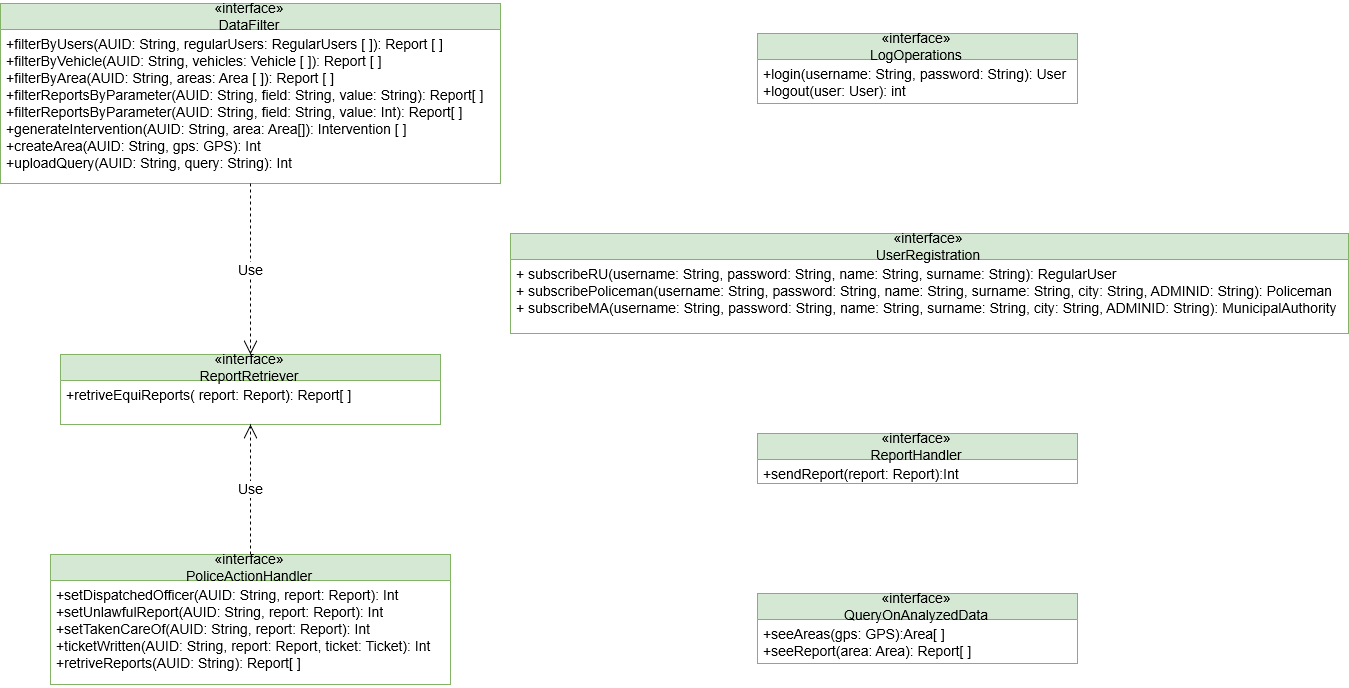 «interface»
DataFilter
+filterByUsers(AUID: String, regularUsers: RegularUsers [ ]): Report [ ]
+filterByVehicle(AUID: String, vehicles: Vehicle [ ]): Report [ ]
+filterByArea(AUID: String, areas: Area [ ]): Report [ ]
+filterReportsByParameter(AUID: String, field: String, value: String): Report[ ]
+filterReportsByParameter(AUID: String, field: String, value: Int): Report[ ]
+generateIntervention(AUID: String, area: Area[]): Intervention [ ]
+createArea(AUID: String, gps: GPS): Int
+uploadQuery(AUID: String, query: String): Int
Use
«interface»
ReportRetriever
+retriveEquiReports( report: Report): Report[ ]
Use
«interface»
PoliceActionHandler
+setDispatchedOfficer(AUID: String, report: Report): Int
+setUnlawfulReport(AUID: String, report: Report): Int
+setTakenCareOf(AUID: String, report: Report): Int
+ticketWritten(AUID: String, report: Report, ticket: Ticket): Int
+retriveReports(AUID: String): Report[ ]
«interface»
LogOperations
+login(username: String, password: String): User
+logout(user: User): int
«interface»
UserRegistration
+ subscribeRU(username: String, password: String, name: String, surname: String): RegularUser
+ subscribePoliceman(username: String, password: String, name: String, surname: String, city: String, ADMINID: String): Policeman
+ subscribeMA(username: String, password: String, name: String, surname: String, city: String, ADMINID: String): MunicipalAuthority
«interface»
ReportHandler
+sendReport(report: Report):Int
«interface»
QueryOnAnalyzedData
+seeAreas(gps: GPS):Area[ ]
+seeReport(area: Area): Report[ ]